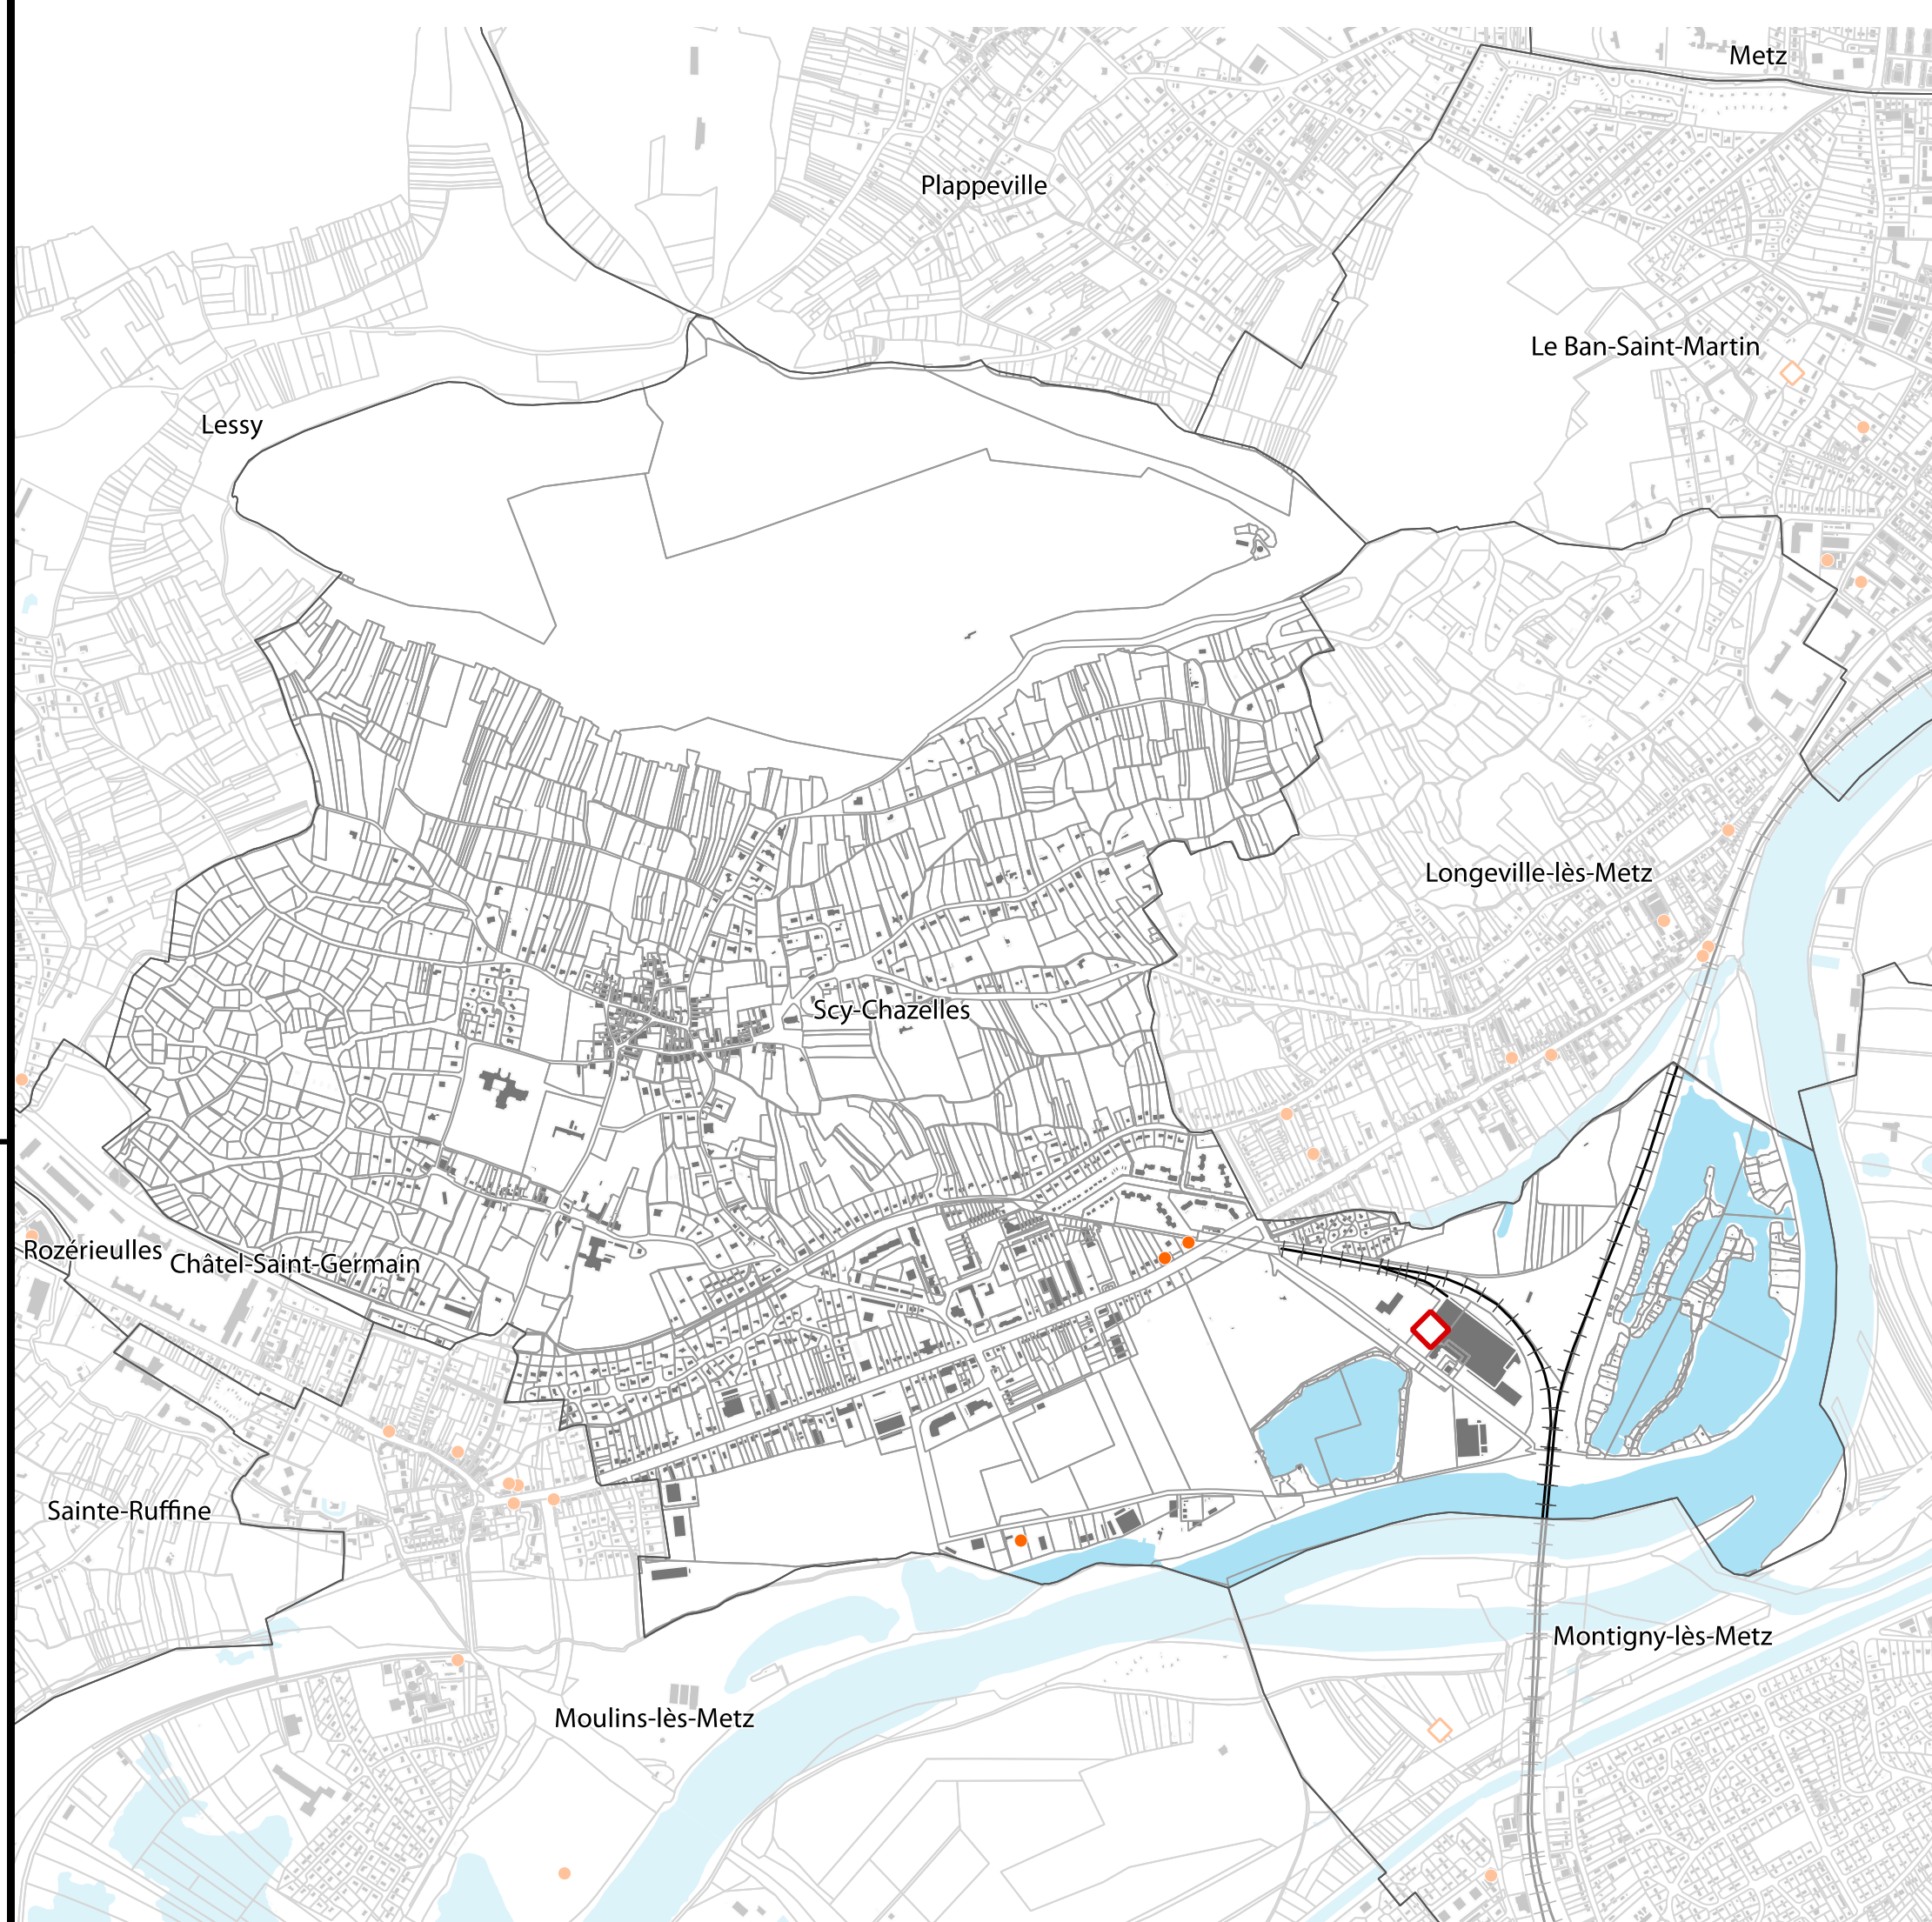 Metz
Plappeville
Le Ban-Saint-Martin
Lessy
Longeville-lès-Metz
Scy-Chazelles
Rozérieulles
Châtel-Saint-Germain
Sainte-Ruffine
Montigny-lès-Metz
Moulins-lès-Metz